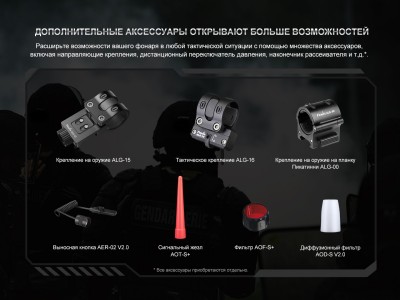 ДОПОЛНИТЕЛЬНЫЕ АКСЕССУАРЫ ОТКРЫВАЮТ БОЛЬШЕ ВОЗМОЖНОСТЕЙ
Расширьте возможности вашего фонаря в любой тактической ситуации с помощью множества аксессуаров,
включая направляющие крепления, дистанционный переключатель давления, наконечник рассеивателя и т.д.*.
Крепление на оружие ALG-15
Тактическое крепление ALG-16
Крепление на оружие на планку
Пикатинни ALG-00
Выносная кнопка AER-02 V2.0
Сигнальный жезл
AOT-S+
Фильтр AOF-S+
Диффузионный фильтр
AOD-S V2.0
* Все аксессуары приобретаются отдельно.